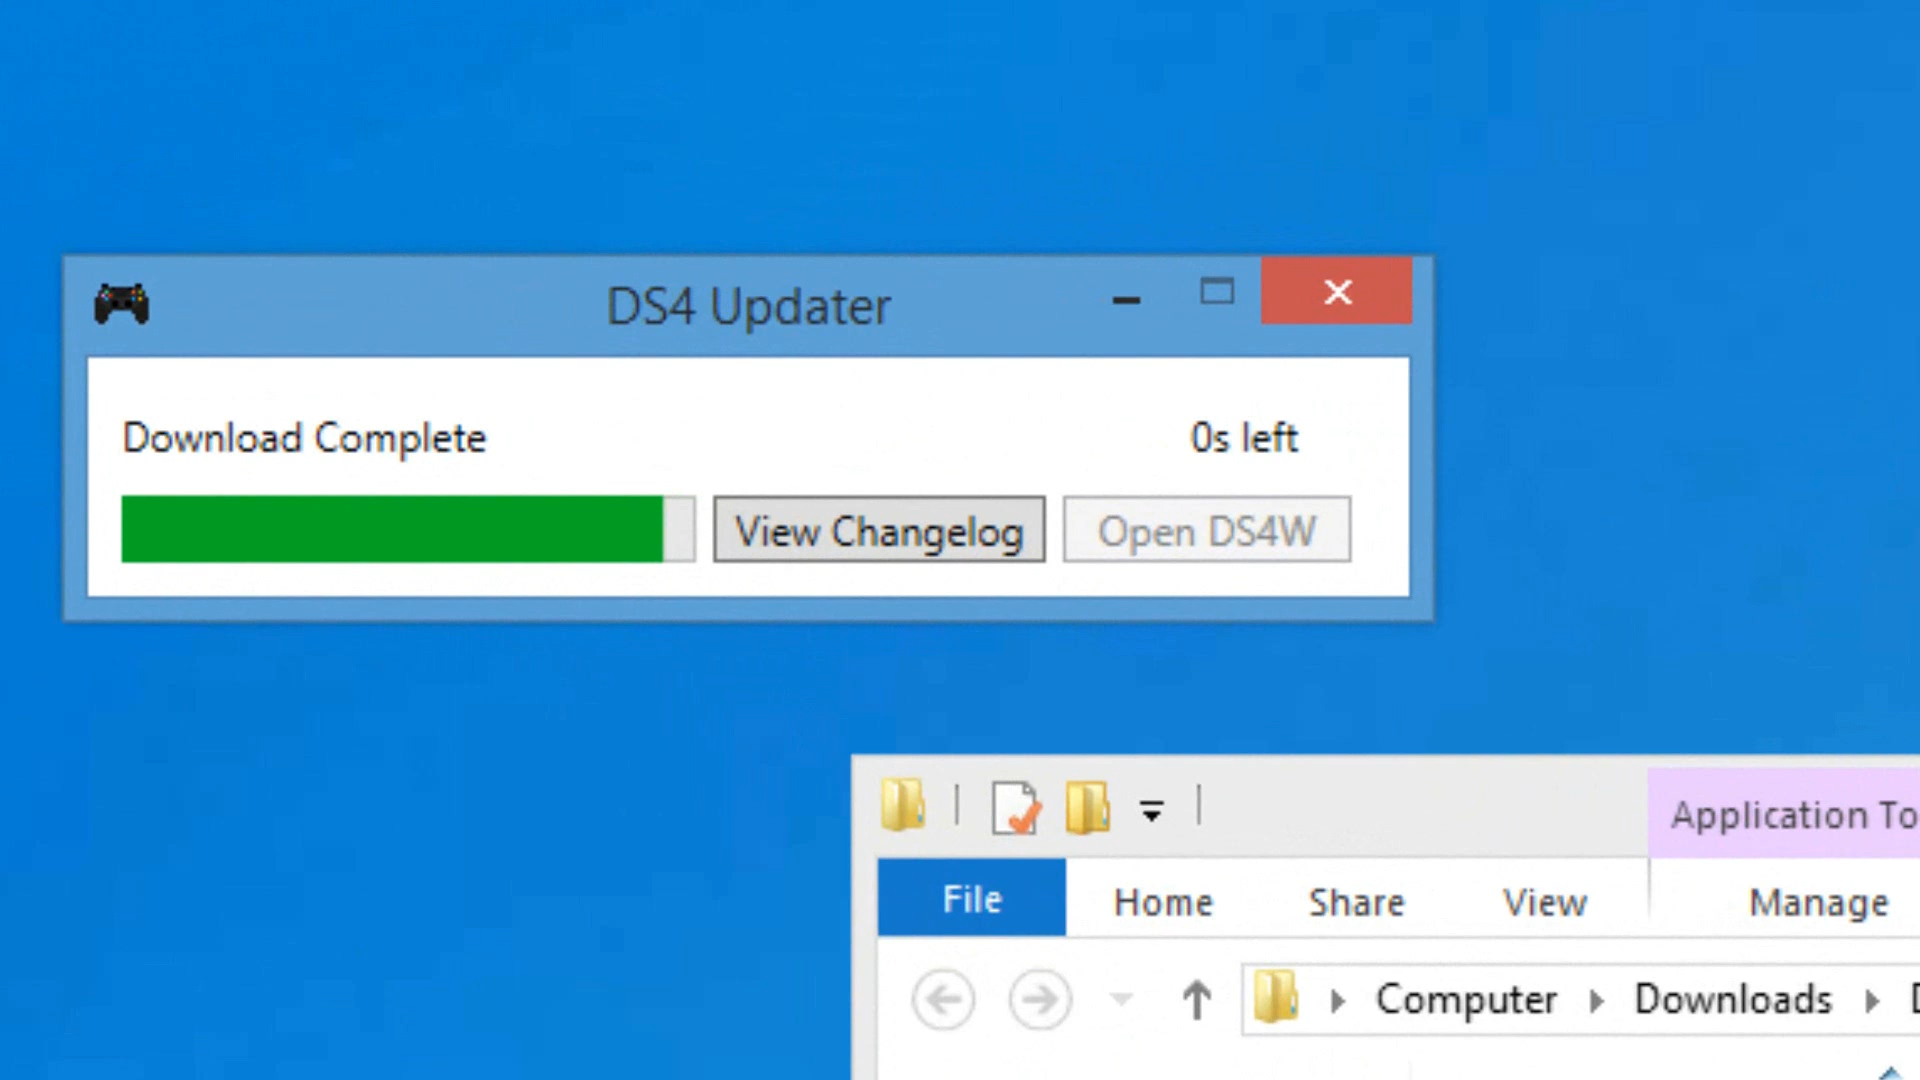 DS4 Updater
Download Complete 0s left
View Changelog Open DS4W
Application To
File Home Share View Manage
Computer Downloads